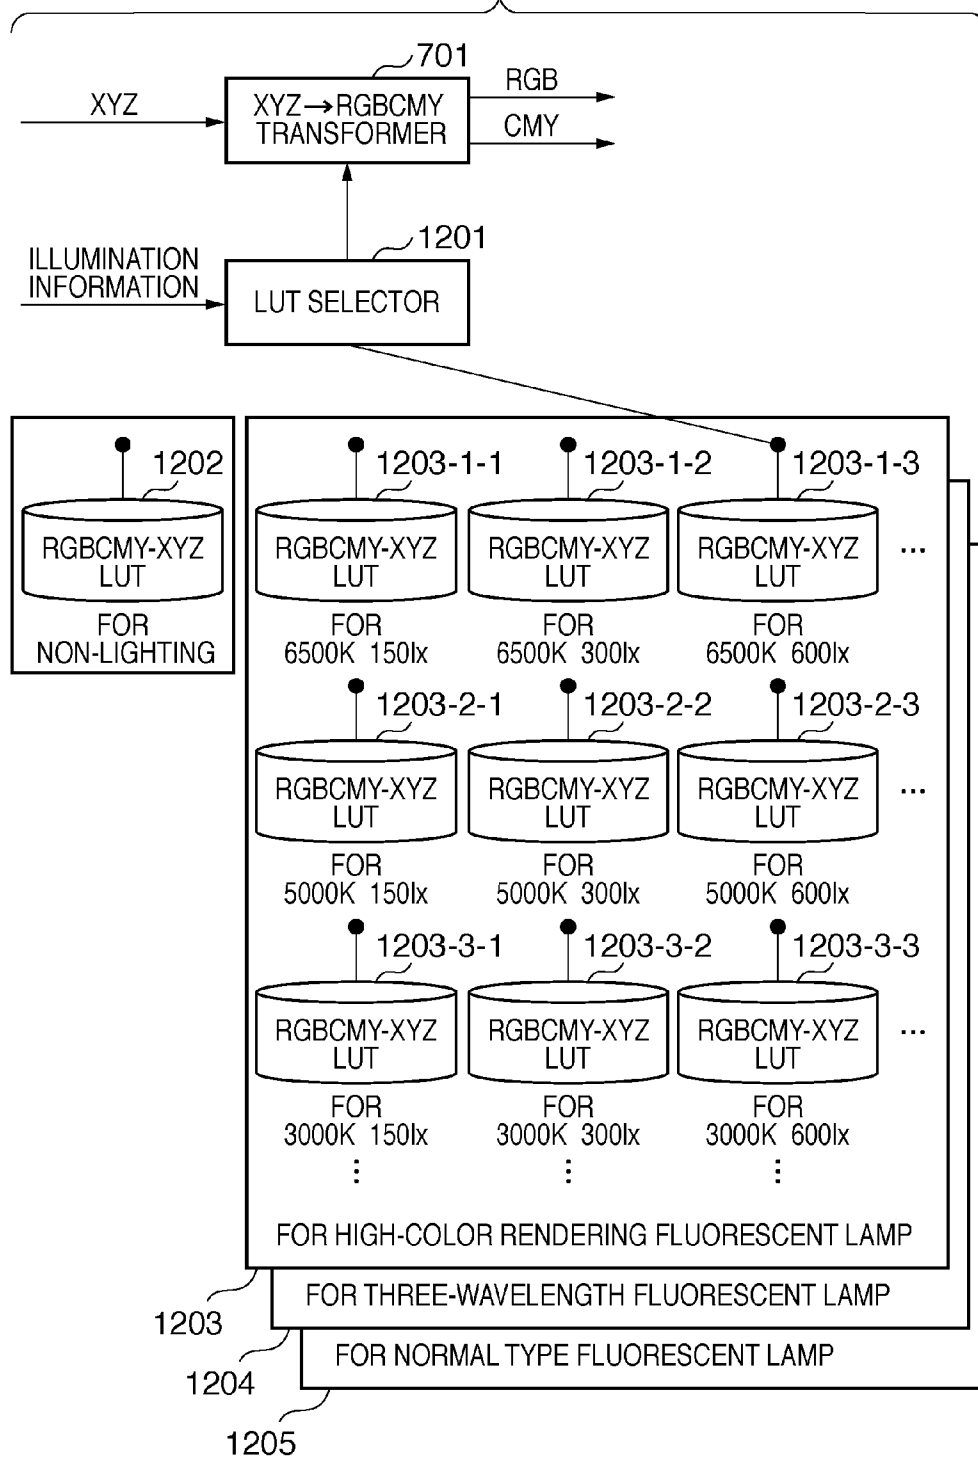 701
XYZ
XYZ→RGBCMY
TRANSFORMER
RGB
CMY
1201
ILLUMINATION
INFORMATION
LUT SELECTOR
1202
RGBCMY-XYZ
LUT
FOR
NON-LIGHTING
1203-1-1
RGBCMY-XYZ
LUT
FOR
6500K 150lx
1203-1-2
RGBCMY-XYZ
LUT
FOR
6500K 300lx
1203-1-3
RGBCMY-XYZ
LUT
...
FOR
6500K 600lx
1203-2-1
RGBCMY-XYZ
LUT
FOR
5000K 150lx
1203-2-2
RGBCMY-XYZ
LUT
FOR
5000K 300lx
1203-2-3
RGBCMY-XYZ
LUT
...
FOR
5000K 600lx
1203-3-1
RGBCMY-XYZ
LUT
FOR
3000K 150lx
1203-3-2
RGBCMY-XYZ
LUT
FOR
3000K 300lx
1203-3-3
RGBCMY-XYZ
LUT
...
FOR
3000K 600lx
FOR HIGH-COLOR RENDERING FLUORESCENT LAMP
1203
FOR THREE-WAVELENGTH FLUORESCENT LAMP
1204
FOR NORMAL TYPE FLUORESCENT LAMP
1205